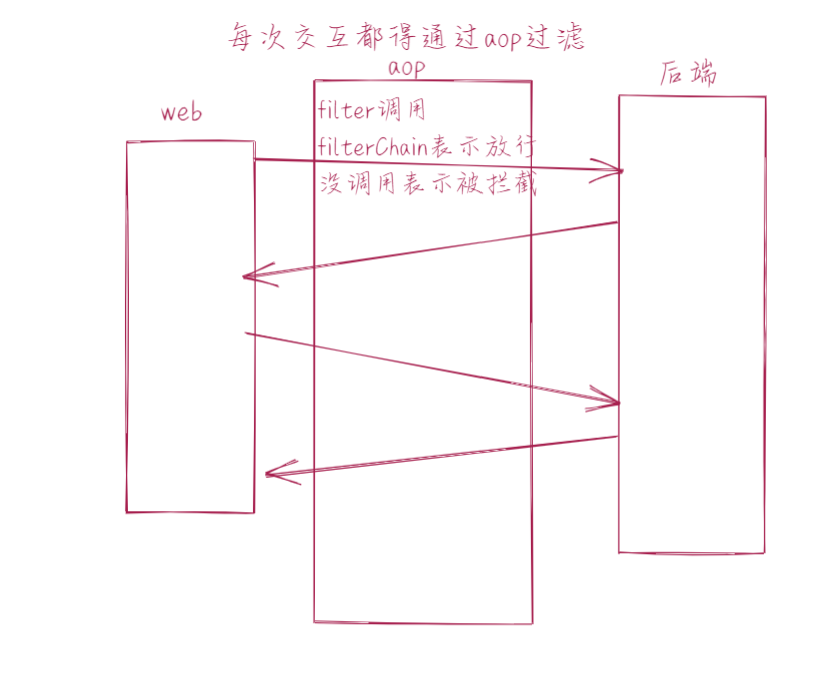 每次交互都得通过aop过滤
aop
后端
web
filter调用
filterChain表示放行
没调用表示被拦截